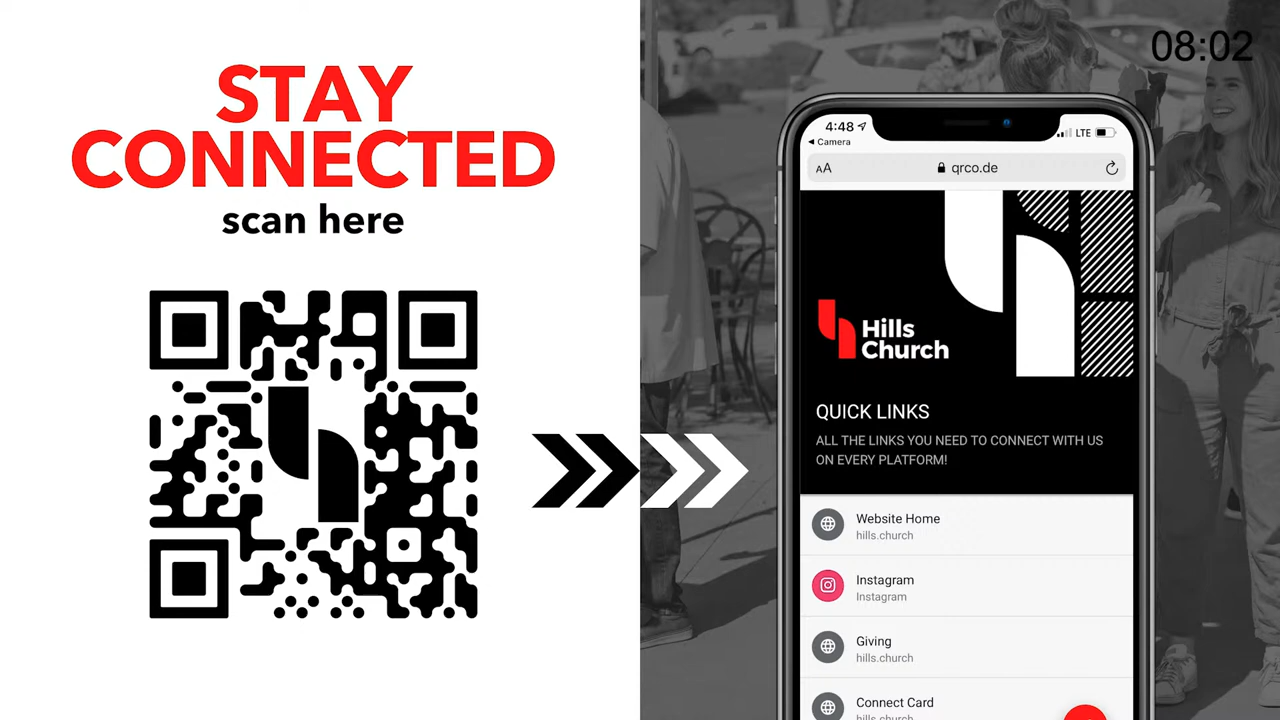 STAY
CONNECTED
scan here
08:02
4:48
LTE
◀ Camera
AA
qrco.de
Hills
Church
QUICK LINKS
ALL THE LINKS YOU NEED TO CONNECT WITH US
ON EVERY PLATFORM!
Website Home
hills.church
Instagram
Instagram
Giving
hills.church
Connect Card
hills.church